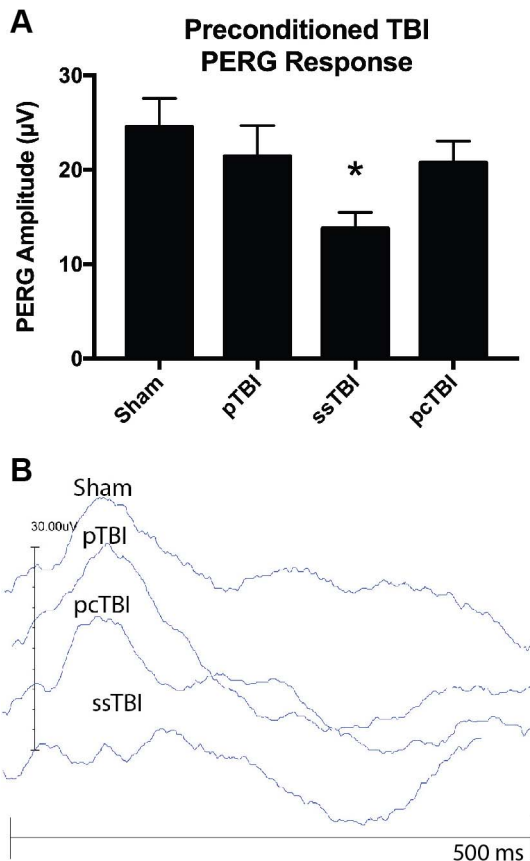 A
Preconditioned TBI
PERG Response
PERG Amplitude (µV)
30
20
10
0
*
Sham
pTBI
ssTBI
pcTBI
B
Sham
30.00uV
pTBI
pcTBI
ssTBI
500 ms